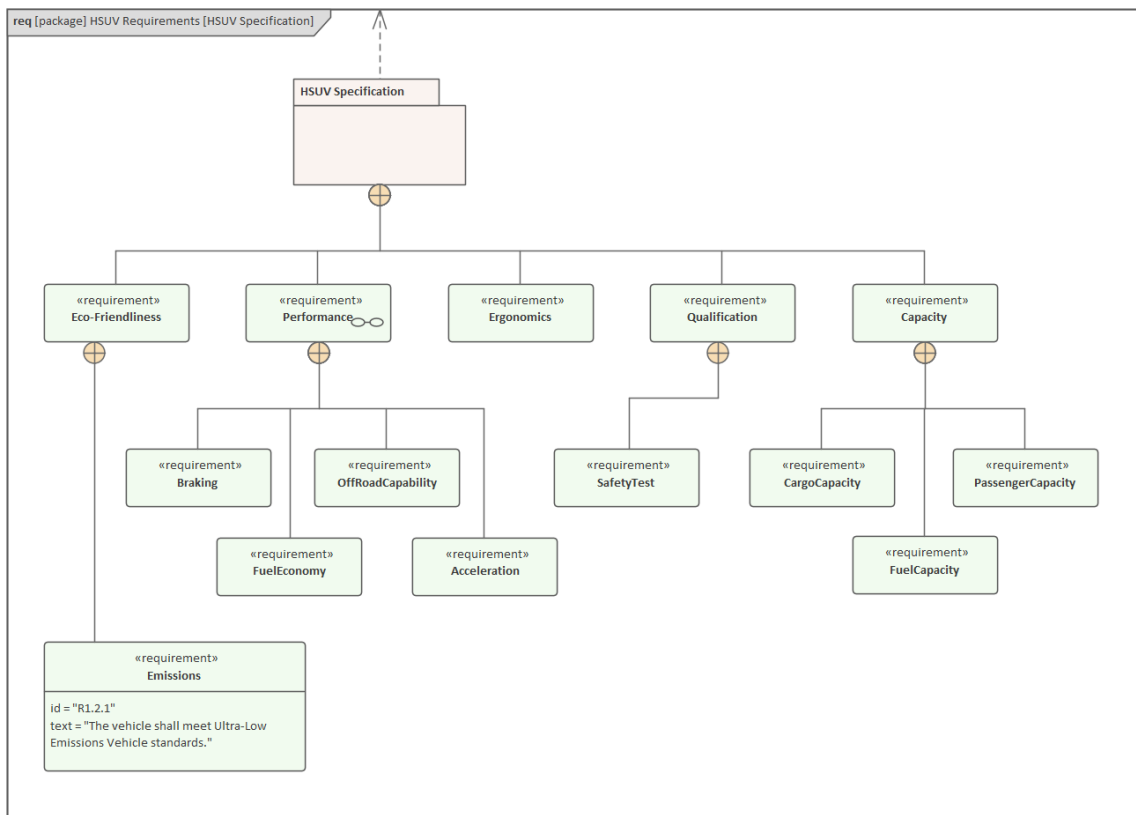 req [package] HSUV Requirements [HSUV Specification]
HSUV Specification
«requirement»
Eco-Friendliness
«requirement»
Performance
«requirement»
Ergonomics
«requirement»
Qualification
«requirement»
Capacity
«requirement»
Braking
«requirement»
OffRoadCapability
«requirement»
SafetyTest
«requirement»
CargoCapacity
«requirement»
PassengerCapacity
«requirement»
FuelEconomy
«requirement»
Acceleration
«requirement»
FuelCapacity
«requirement»
Emissions
id = "R1.2.1"
text = "The vehicle shall meet Ultra-Low
Emissions Vehicle standards."